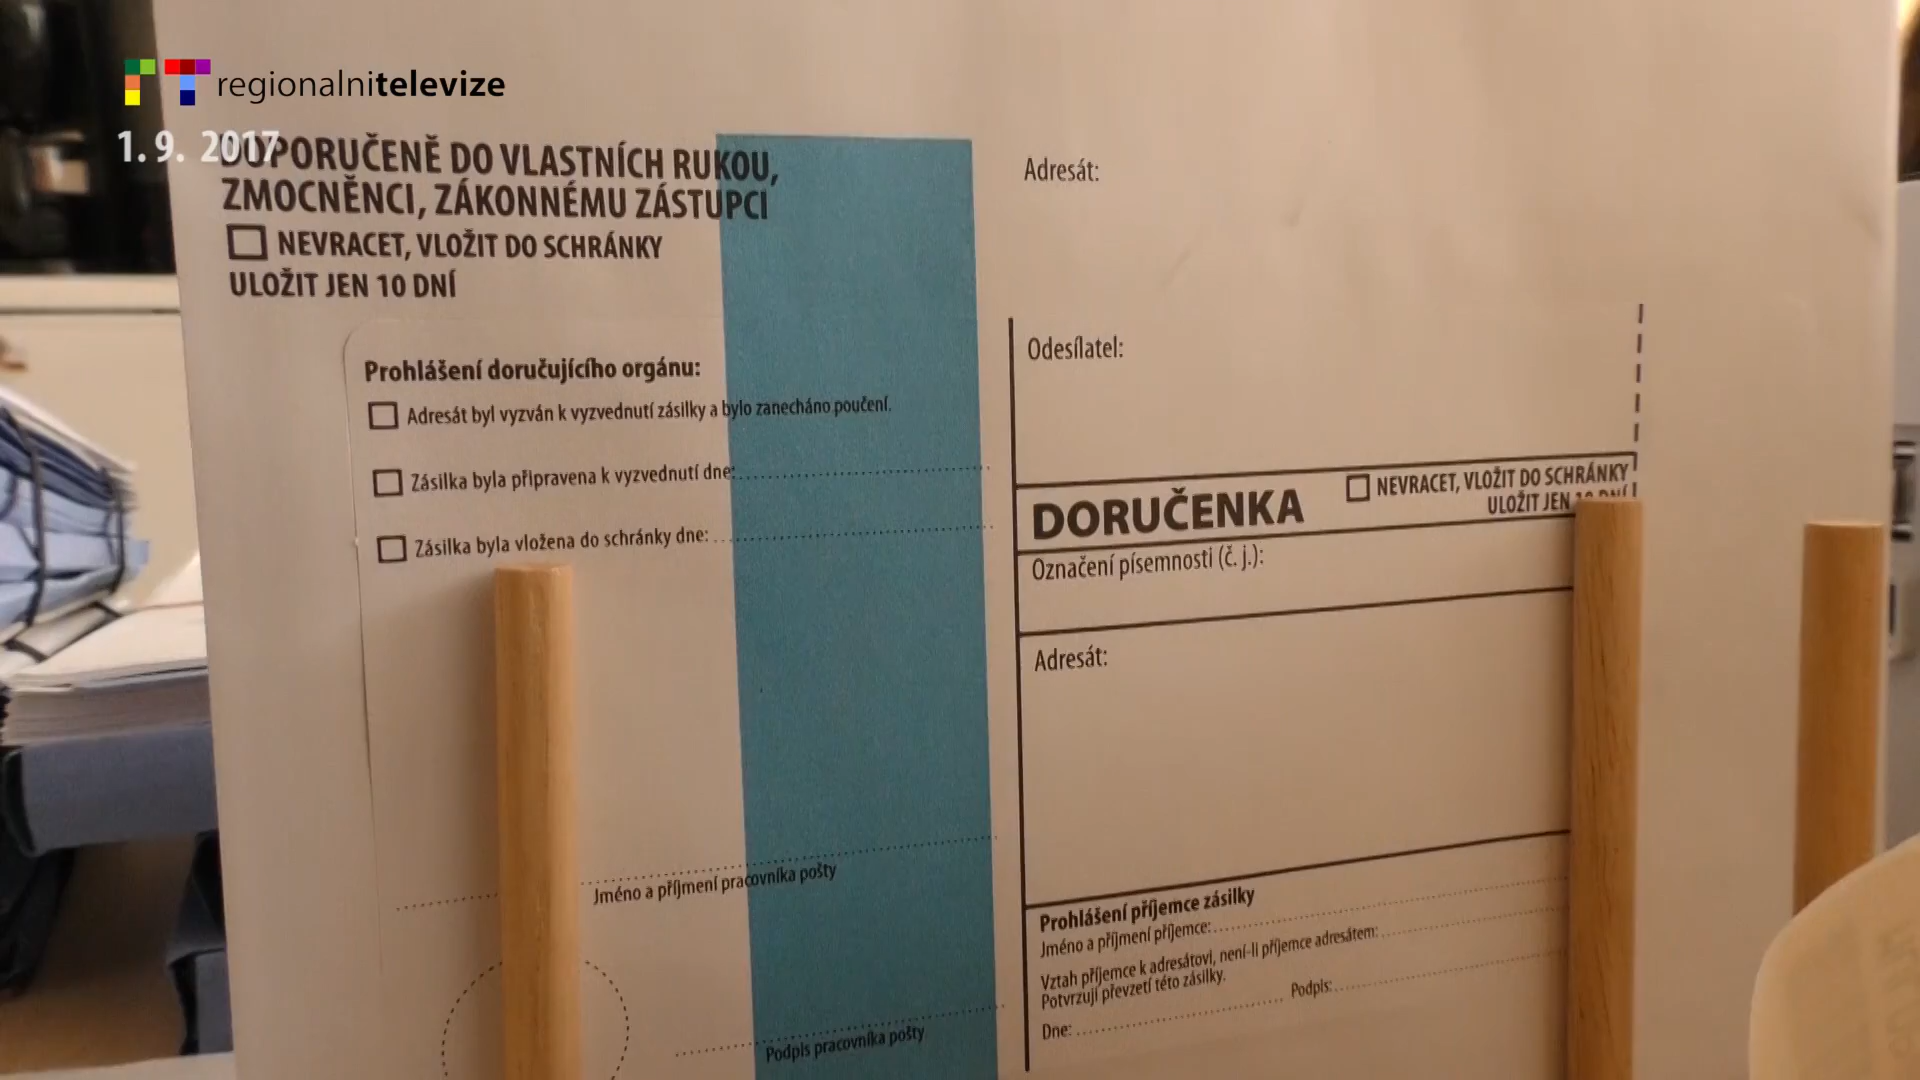 regionalnitelevize
1. 9. 2017
DOPORUČENĚ DO VLASTNÍCH RUKOU,
ZMOCNĚNCI, ZÁKONNÉMU ZÁSTUPCI
NEVRACET, VLOŽIT DO SCHRÁNKY
ULOŽIT JEN 10 DNÍ
Prohlášení doručujícího orgánu:
Adresát byl vyzván k vyzvednutí zásilky a bylo zanecháno poučení.
Zásilka byla připravena k vyzvednutí dne:
Zásilka byla vložena do schránky dne:
Jméno a příjmení pracovníka pošty
Podpis pracovníka pošty
Adresát:
Odesílatel:
DORUČENKA
NEVRACET, VLOŽIT DO SCHRÁNKY
ULOŽIT JEN 10 DNÍ
Označení písemnosti (č. j.):
Adresát:
Prohlášení příjemce zásilky
Jméno a příjmení příjemce:
Vztah příjemce k adresátovi, není-li příjemce adresátem:
Potvrzuji převzetí této zásilky.
Dne: Podpis: